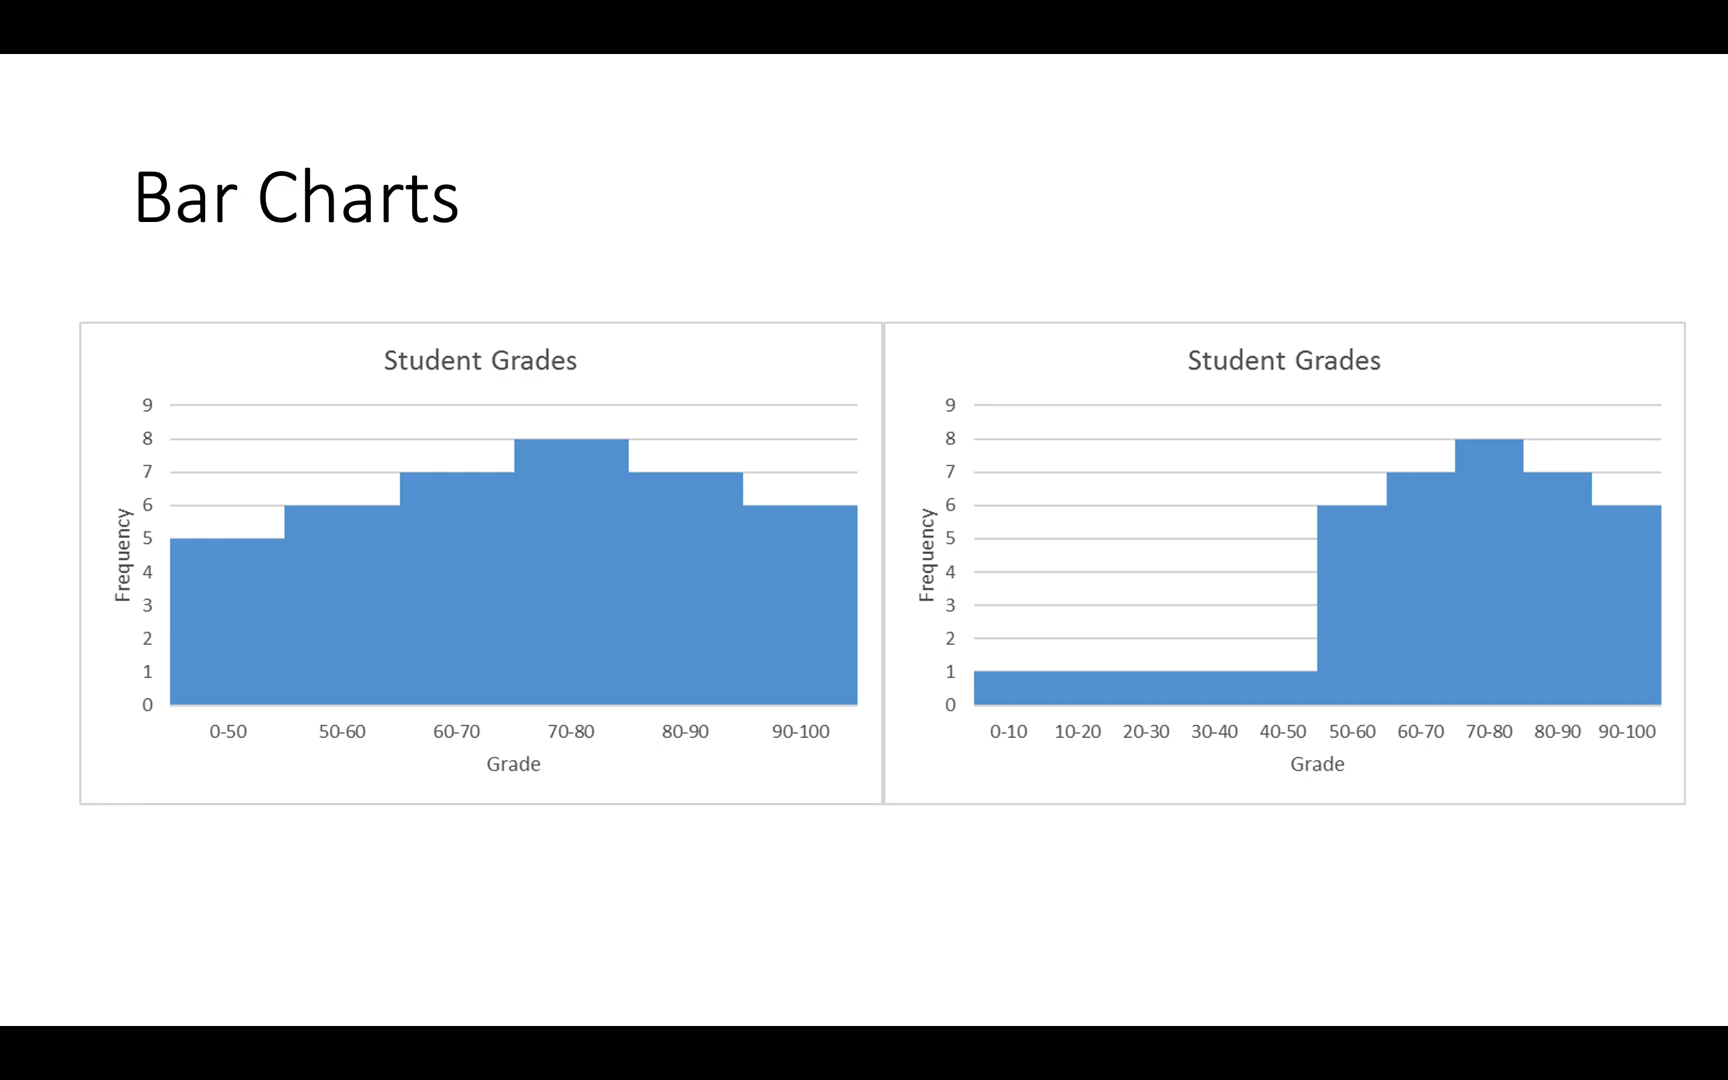 Bar Charts
Student Grades
9
8
7
6
5
4
3
2
1
0
Frequency
0-50 50-60 60-70 70-80 80-90 90-100
Grade
Student Grades
9
8
7
6
5
4
3
2
1
0
Frequency
0-10 10-20 20-30 30-40 40-50 50-60 60-70 70-80 80-90 90-100
Grade